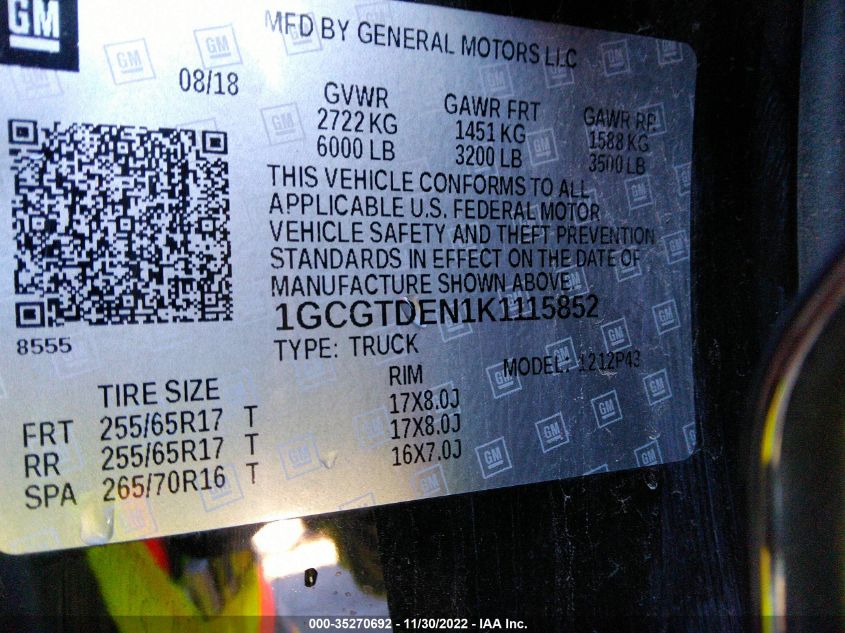 GM
MFD BY GENERAL MOTORS LLC
08/18
GVWR GAWR FRT GAWR RR
2722 KG 1451 KG 1588 KG
6000 LB 3200 LB 3500 LB
THIS VEHICLE CONFORMS TO ALL
APPLICABLE U.S. FEDERAL MOTOR
VEHICLE SAFETY AND THEFT PREVENTION
STANDARDS IN EFFECT ON THE DATE OF
MANUFACTURE SHOWN ABOVE.
1GCGTDEN1K1115852
8555
TYPE: TRUCK MODEL: 1212P43
TIRE SIZE RIM
FRT 255/65R17 T 17X8.0J
RR 255/65R17 T 17X8.0J
SPA 265/70R16 T 16X7.0J
000-35270692 - 11/30/2022 - IAA Inc.